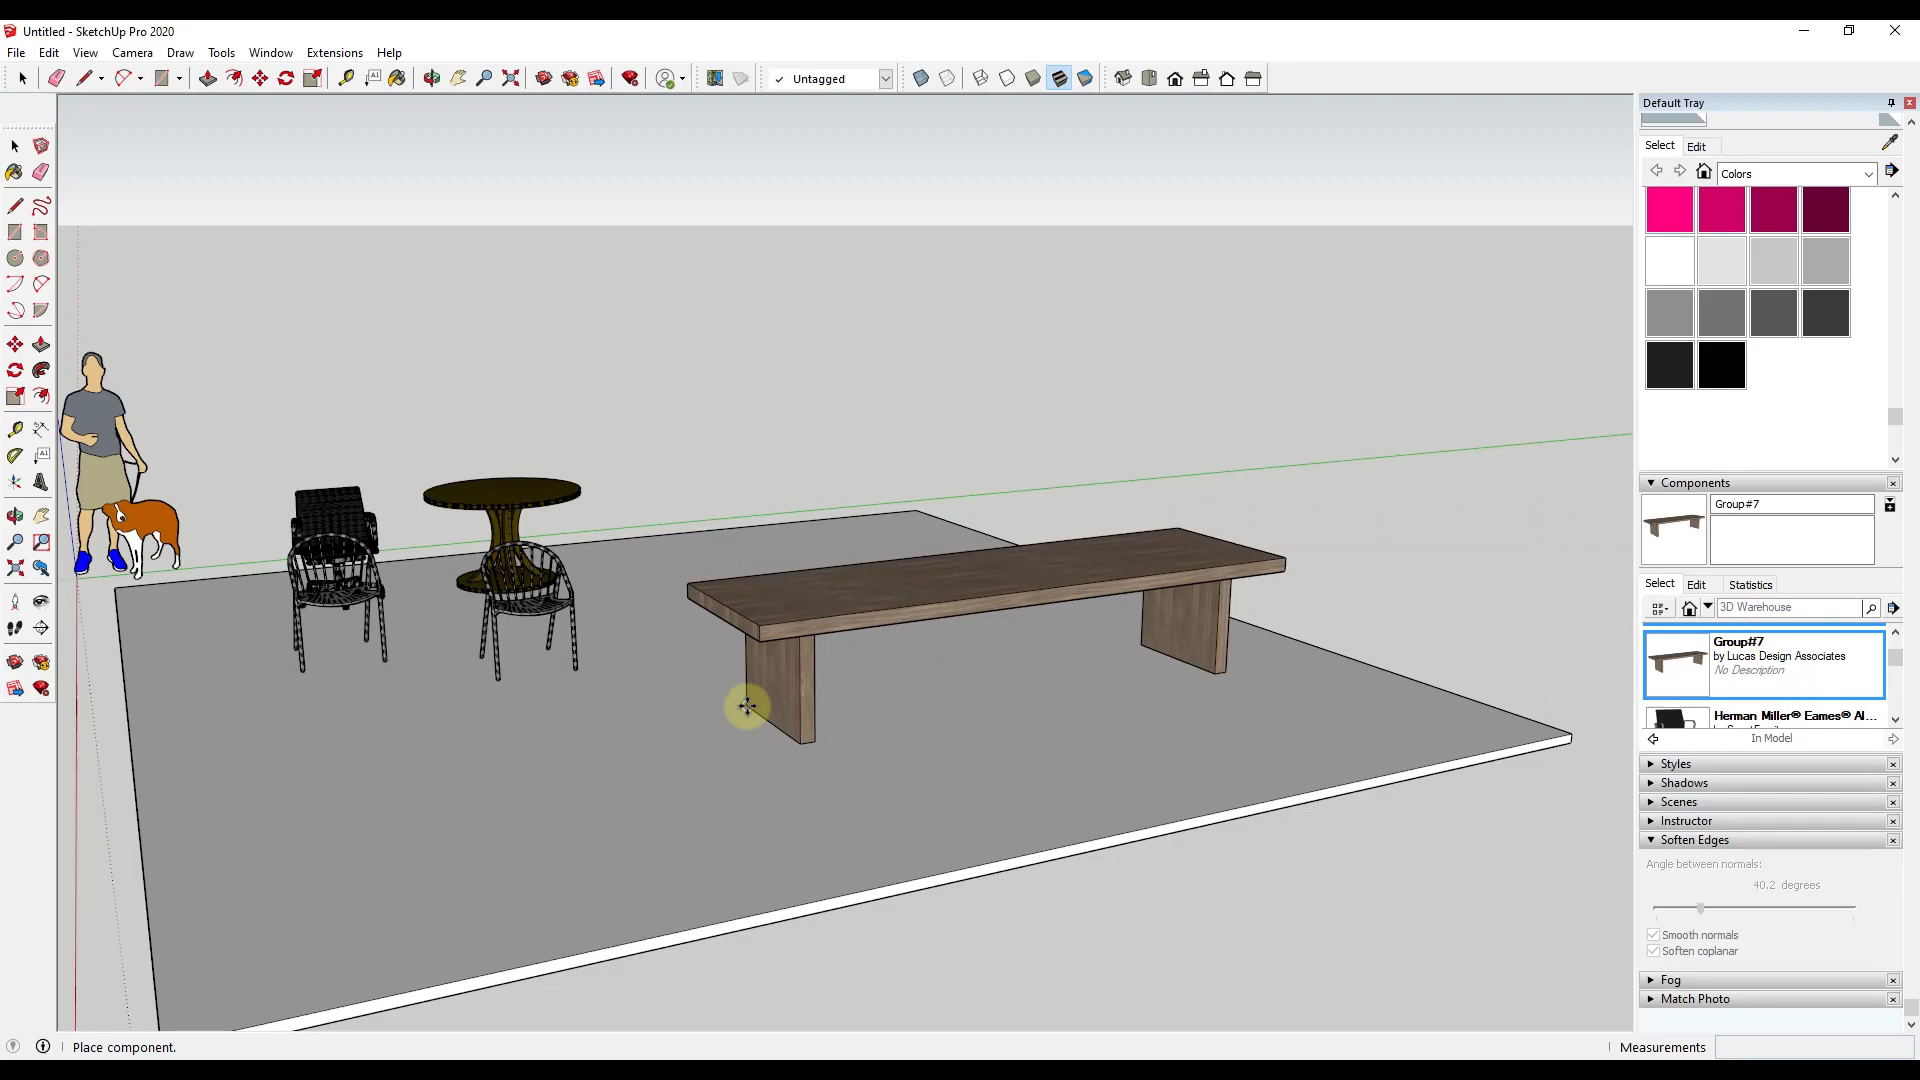 Untitled - SketchUp Pro 2020
File Edit View Camera Draw Tools Window Extensions Help
A1
✓ Untagged
Default Tray
Select Edit
Colors
A1
Components
Group#7
Select Edit Statistics
3D Warehouse
Group#7
by Lucas Design Associates
No Description
Herman Miller® Eames® Al...
In Model
Styles
Shadows
Scenes
Instructor
Soften Edges
Angle between normals:
40.2 degrees
Smooth normals
Soften coplanar
Fog
Match Photo
Place component.
Measurements